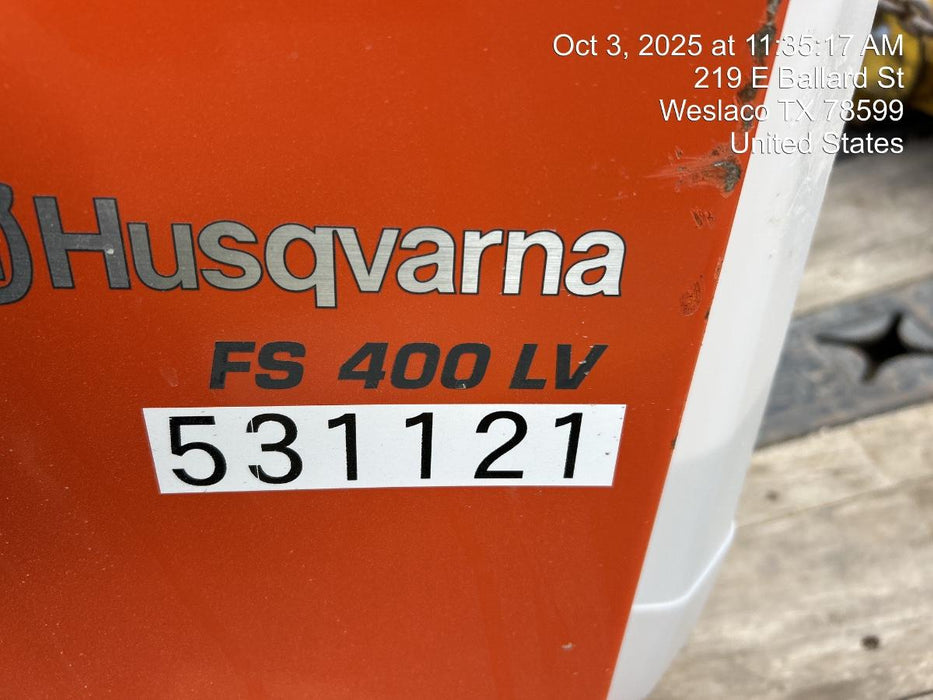 Oct 3, 2025 at 11:35:17 AM
219 E Ballard St
Weslaco TX 78599
United States
Husqvarna
FS 400 LV
531121